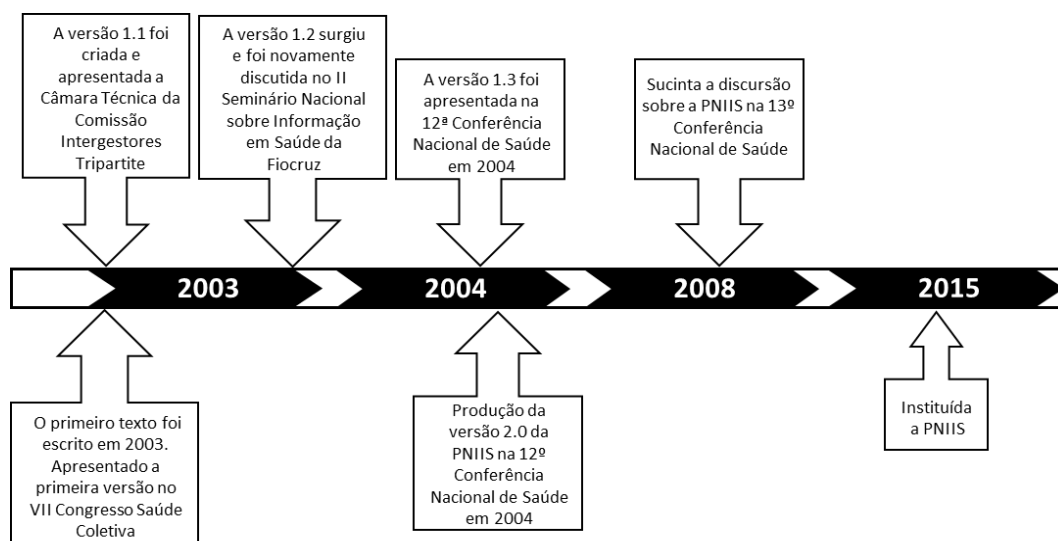 A versão 1.1 foi
criada e
apresentada a
Câmara Técnica da
Comissão
Intergestores
Tripartite
A versão 1.2 surgiu
e foi novamente
discutida no II
Seminário Nacional
sobre Informação
em Saúde da
Fiocruz
A versão 1.3 foi
apresentada na
12ª Conferência
Nacional de Saúde
em 2004
Sucinta a discursão
sobre a PNIIS na 13º
Conferência
Nacional de Saúde
2003
2004
2008
2015
O primeiro texto foi
escrito em 2003.
Apresentado a
primeira versão no
VII Congresso Saúde
Coletiva
Produção da
versão 2.0 da
PNIIS na 12º
Conferência
Nacional de Saúde
em 2004
Instituída
a PNIIS